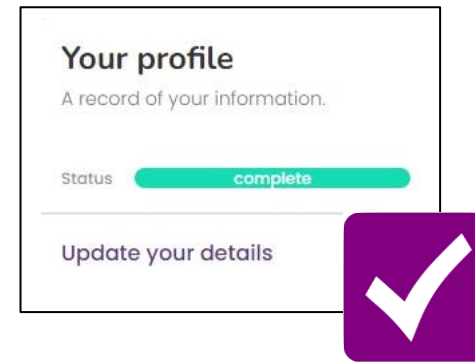 Your profile
A record of your information.
Status complete
Update your details